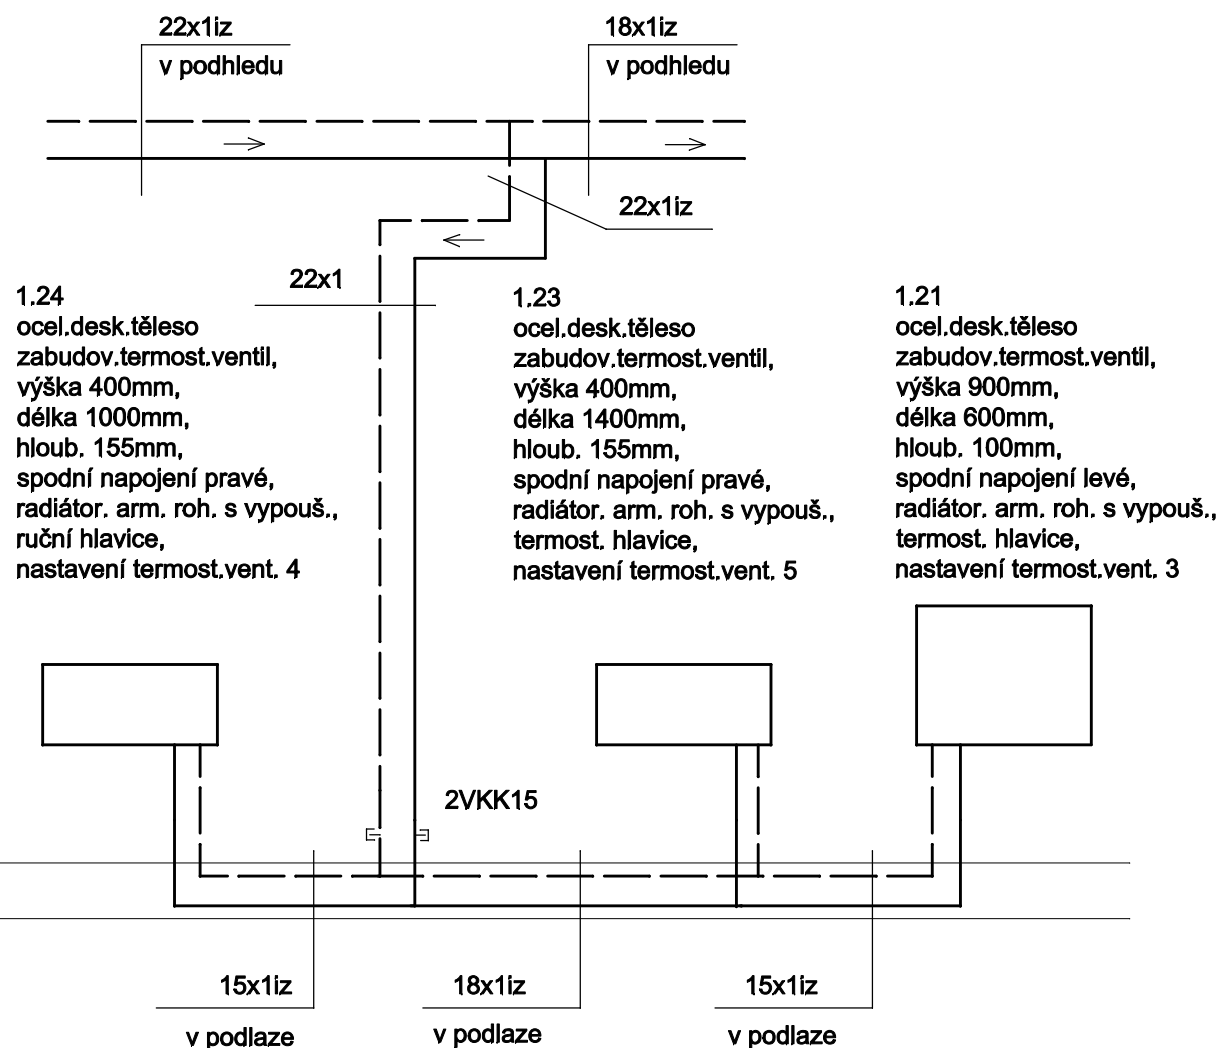 22x1iz
v podhledu
18x1iz
v podhledu
22x1iz
22x1
1.24
ocel.desk.těleso
zabudov.termost.ventil,
výška 400mm,
délka 1000mm,
hloub. 155mm,
spodní napojení pravé,
radiátor. arm. roh. s vypouš.,
ruční hlavice,
nastavení termost.vent. 4
1.23
ocel.desk.těleso
zabudov.termost.ventil,
výška 400mm,
délka 1400mm,
hloub. 155mm,
spodní napojení pravé,
radiátor. arm. roh. s vypouš.,
termost. hlavice,
nastavení termost.vent. 5
1.21
ocel.desk.těleso
zabudov.termost.ventil,
výška 900mm,
délka 600mm,
hloub. 100mm,
spodní napojení levé,
radiátor. arm. roh. s vypouš.,
termost. hlavice,
nastavení termost.vent. 3
2VKK15
15x1iz
v podlaze
18x1iz
v podlaze
15x1iz
v podlaze